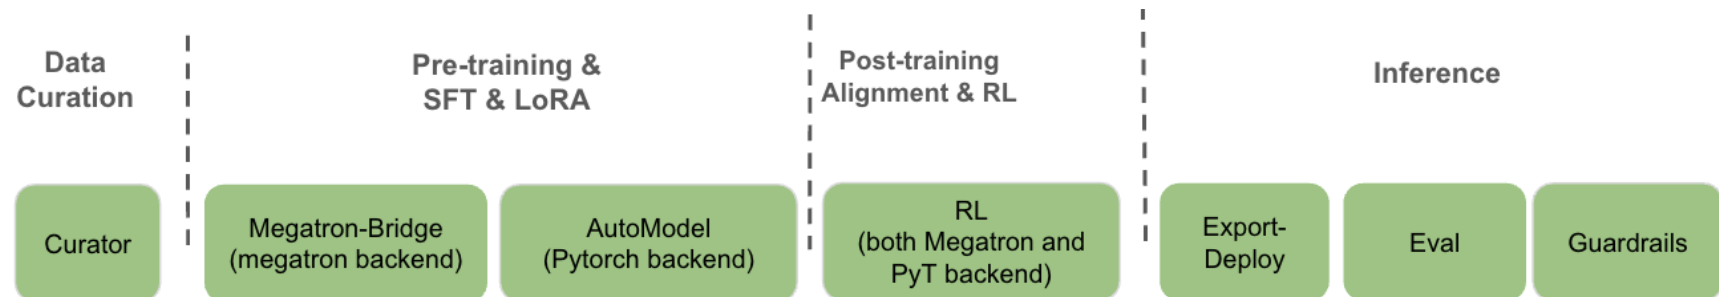 Data
Curation
Pre-training &
SFT & LoRA
Post-training
Alignment & RL
Inference
Curator
Megatron-Bridge
(megatron backend)
AutoModel
(Pytorch backend)
RL
(both Megatron and
PyT backend)
Export-
Deploy
Eval
Guardrails